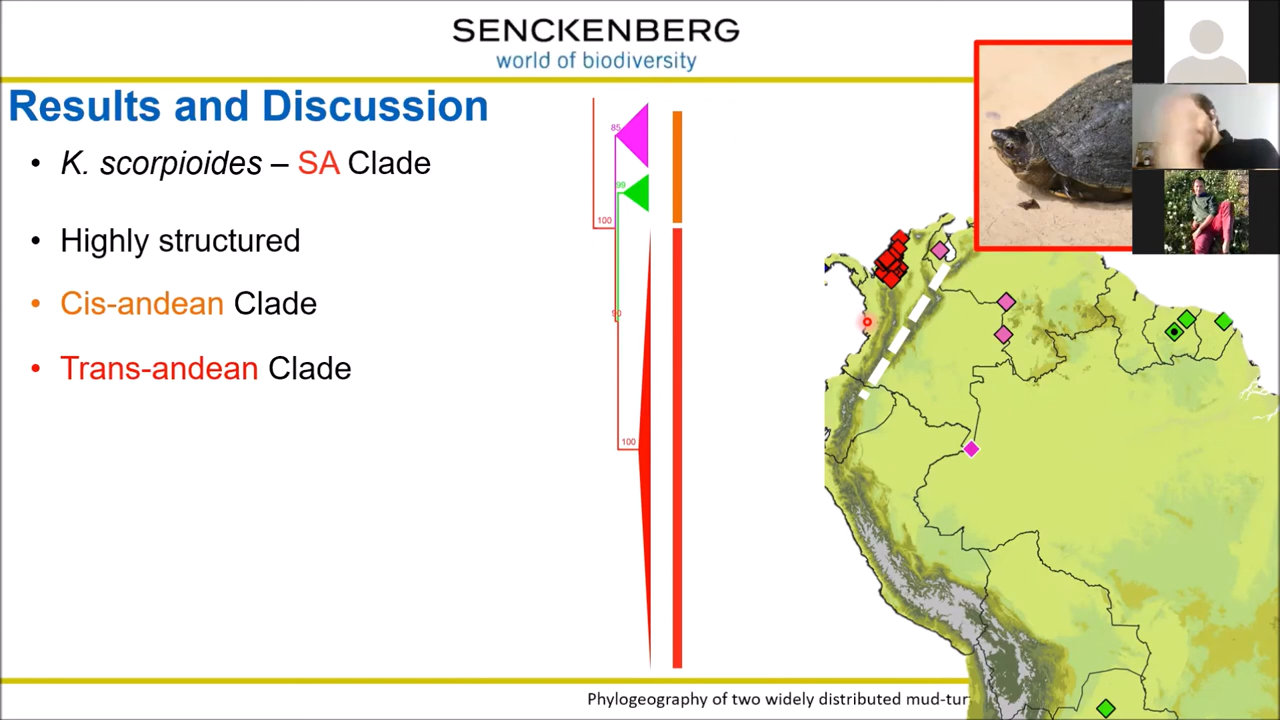 SENCKENBERG
world of biodiversity
Results and Discussion
• K. scorpioides – SA Clade
• Highly structured
• Cis-andean Clade
• Trans-andean Clade
85
99
100
90
100
Phylogeography of two widely distributed mud-tur